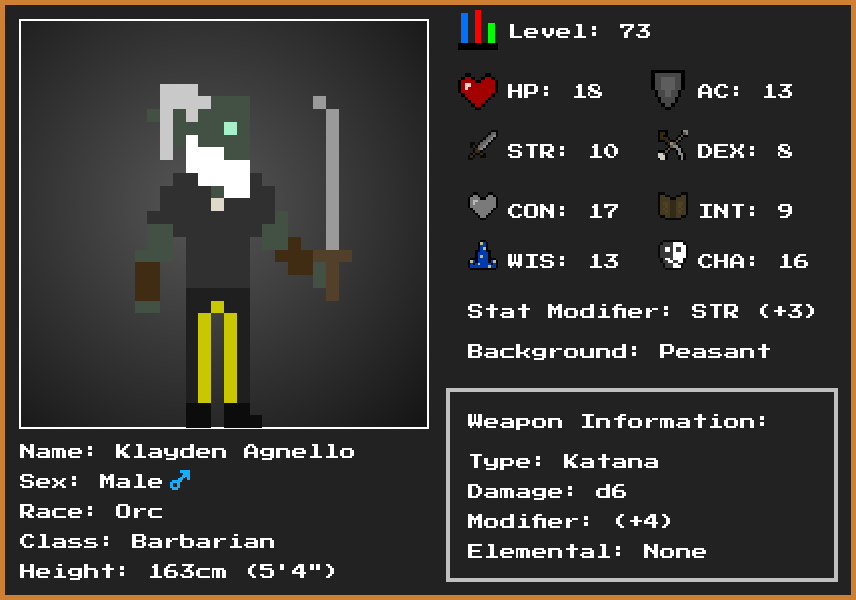 Level: 73
HP: 18
AC: 13
STR: 10
DEX: 8
CON: 17
INT: 9
WIS: 13
CHA: 16
Stat Modifier: STR (+3)
Background: Peasant
Weapon Information:
Type: Katana
Damage: d6
Modifier: (+4)
Elemental: None
Name: Klayden Agnello
Sex: Male♂
Race: Orc
Class: Barbarian
Height: 163cm (5'4")